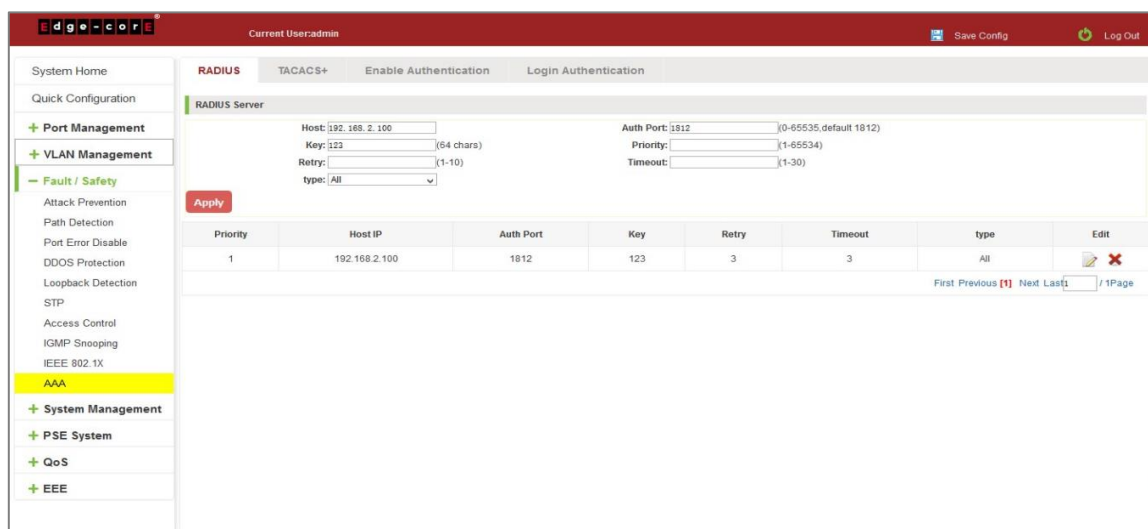 Edge-corE
Current User:admin
Save Config
Log Out
System Home
Quick Configuration
+ Port Management
+ VLAN Management
− Fault / Safety
Attack Prevention
Path Detection
Port Error Disable
DDOS Protection
Loopback Detection
STP
Access Control
IGMP Snooping
IEEE 802.1X
AAA
+ System Management
+ PSE System
+ QoS
+ EEE
RADIUS TACACS+ Enable Authentication Login Authentication
RADIUS Server
Host: 192. 168. 2. 100 Auth Port: 1812 (0-65535,default 1812)
Key: 123 (64 chars) Priority: (1-65534)
Retry: (1-10) Timeout: (1-30)
type: All
Apply
Priority Host IP Auth Port Key Retry Timeout type Edit
1 192.168.2.100 1812 123 3 3 All
First Previous [1] Next Last 1 / 1Page